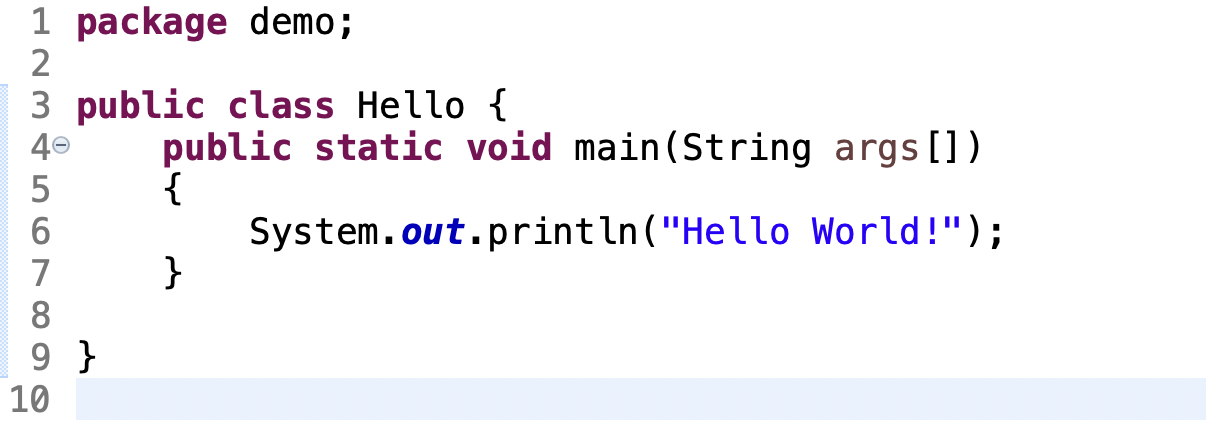 1 package demo;
2
3 public class Hello {
4     public static void main(String args[])
5     {
6         System.out.println("Hello World!");
7     }
8
9 }
10